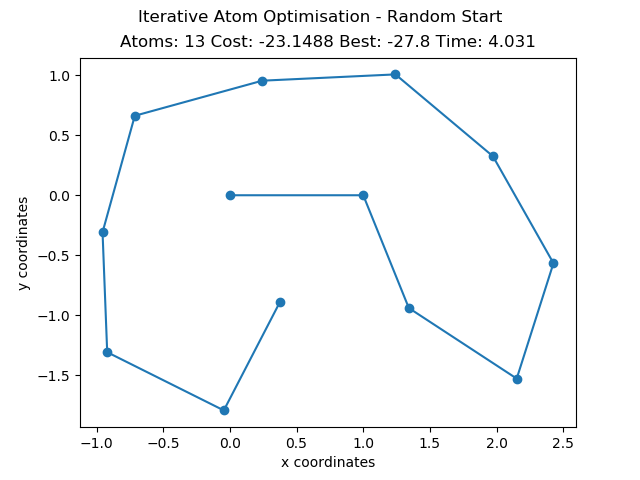 Iterative Atom Optimisation - Random Start
Atoms: 13 Cost: -23.1488 Best: -27.8 Time: 4.031
1.0
0.5
0.0
−0.5
−1.0
−1.5
y coordinates
−1.0 −0.5 0.0 0.5 1.0 1.5 2.0 2.5
x coordinates